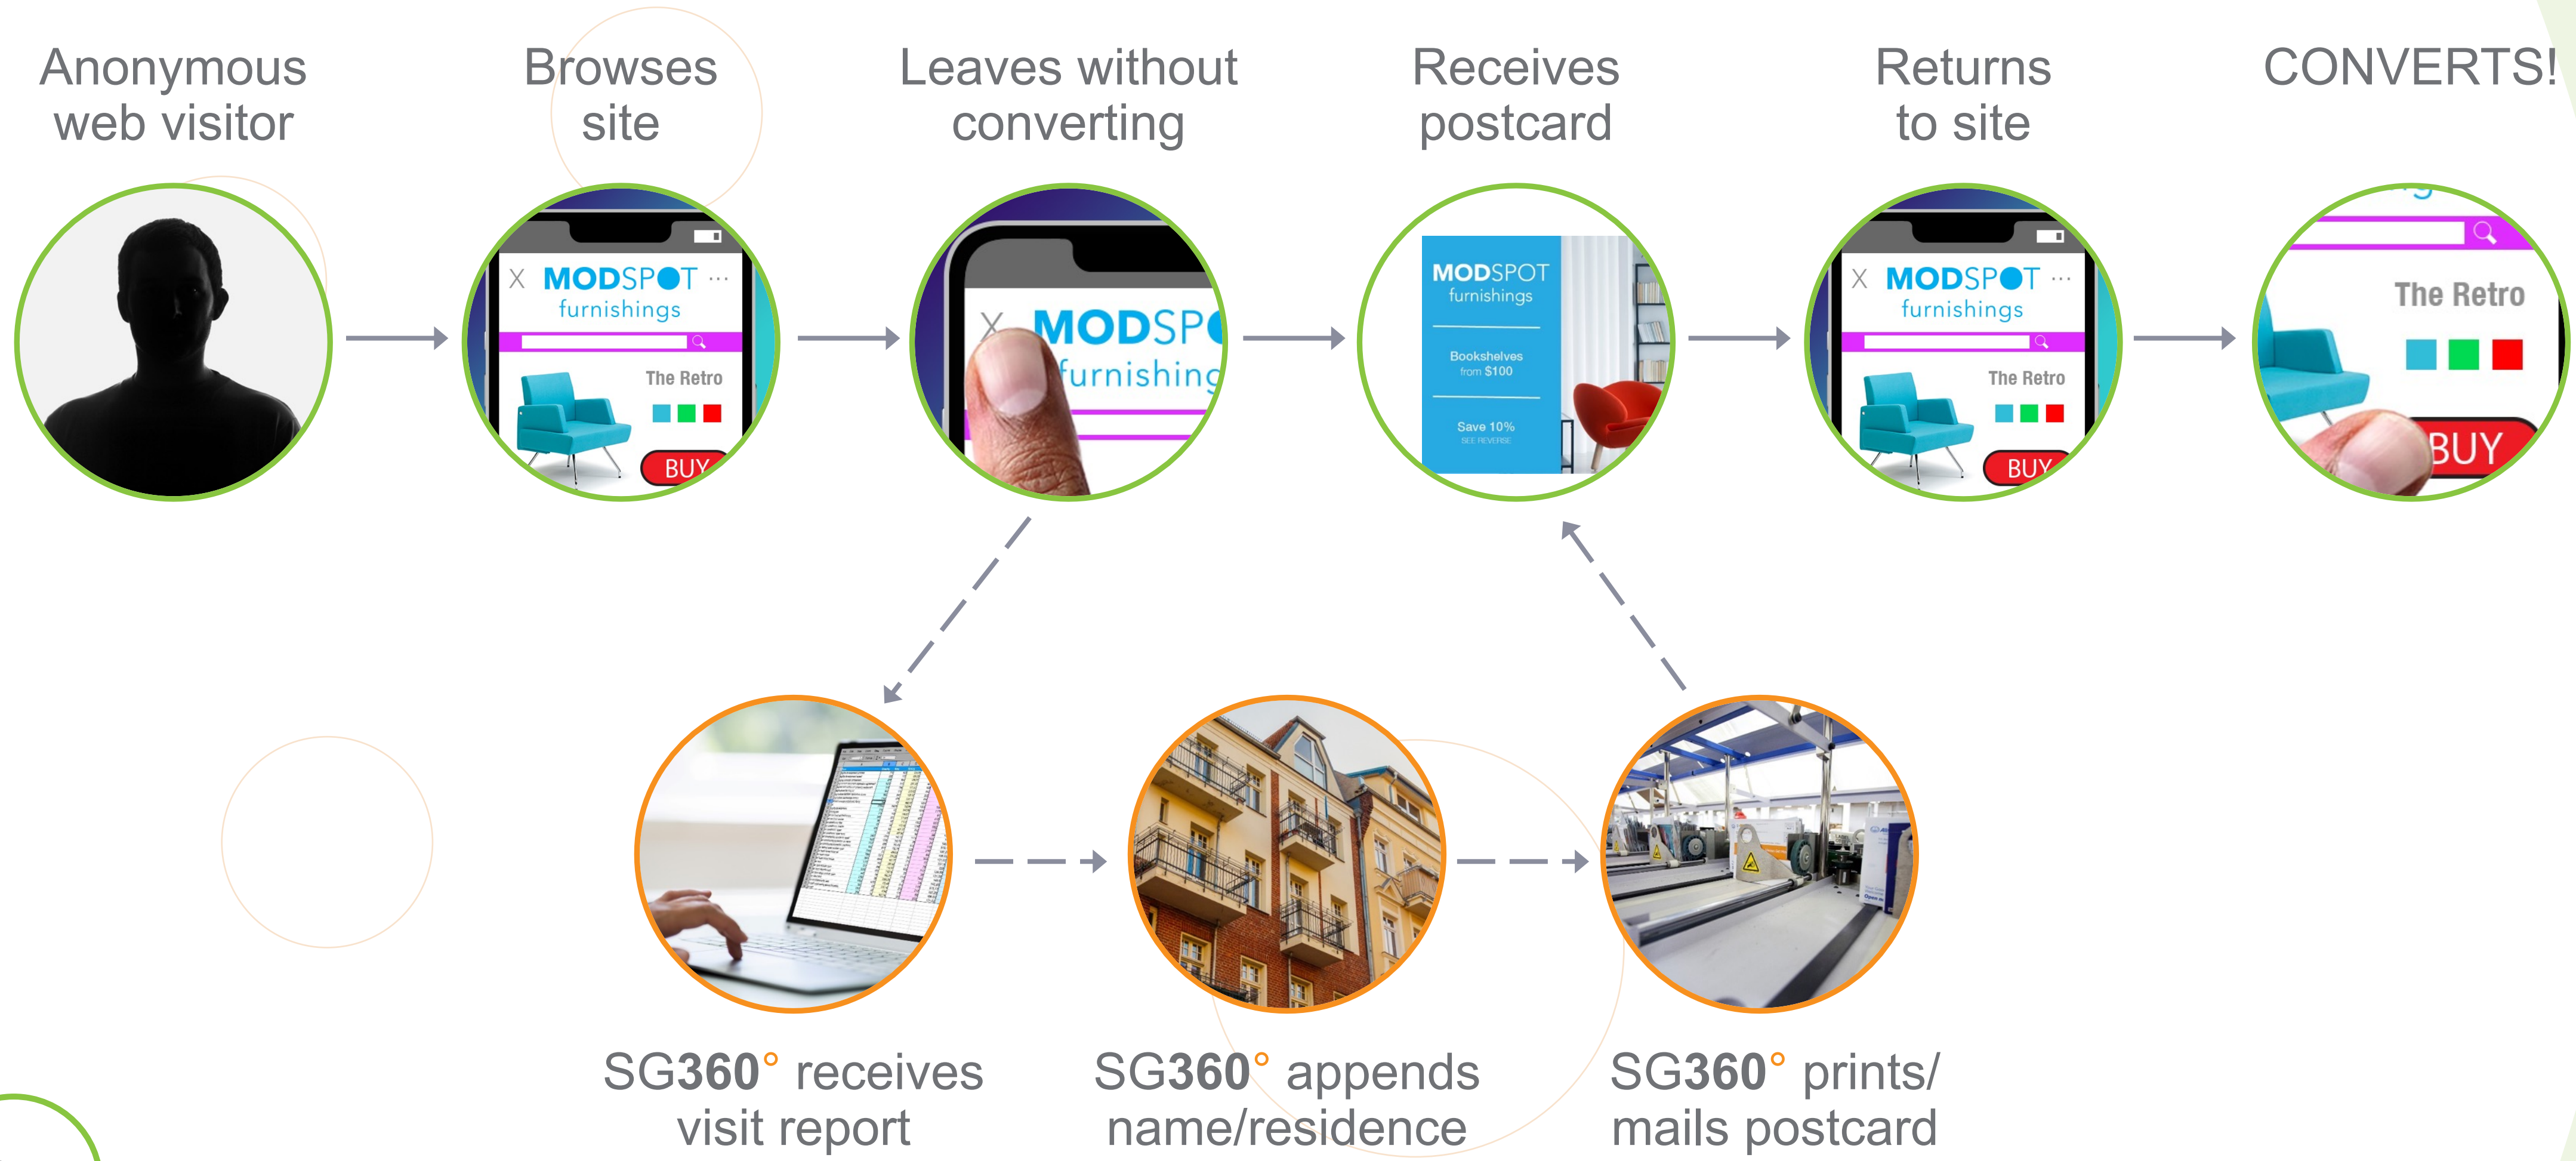 Anonymous
web visitor
Browses
site
Leaves without
converting
Receives
postcard
Returns
to site
CONVERTS!
X MODSPOT ...
furnishings
The Retro
BUY
X MODSP
furnishing
MODSPOT
furnishings
Bookshelves
from $100
Save 10%
SEE REVERSE
X MODSPOT ...
furnishings
The Retro
BUY
The Retro
BUY
SG360° receives
visit report
SG360° appends
name/residence
SG360° prints/
mails postcard